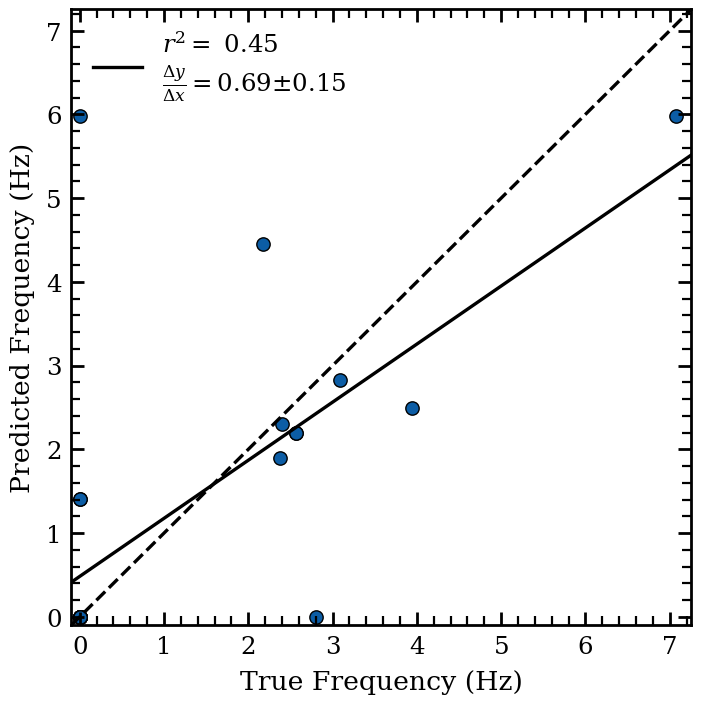 r² = 0.45
Δy/Δx = 0.69±0.15
7
6
5
4
3
2
1
0
Predicted Frequency (Hz)
0 1 2 3 4 5 6 7
True Frequency (Hz)